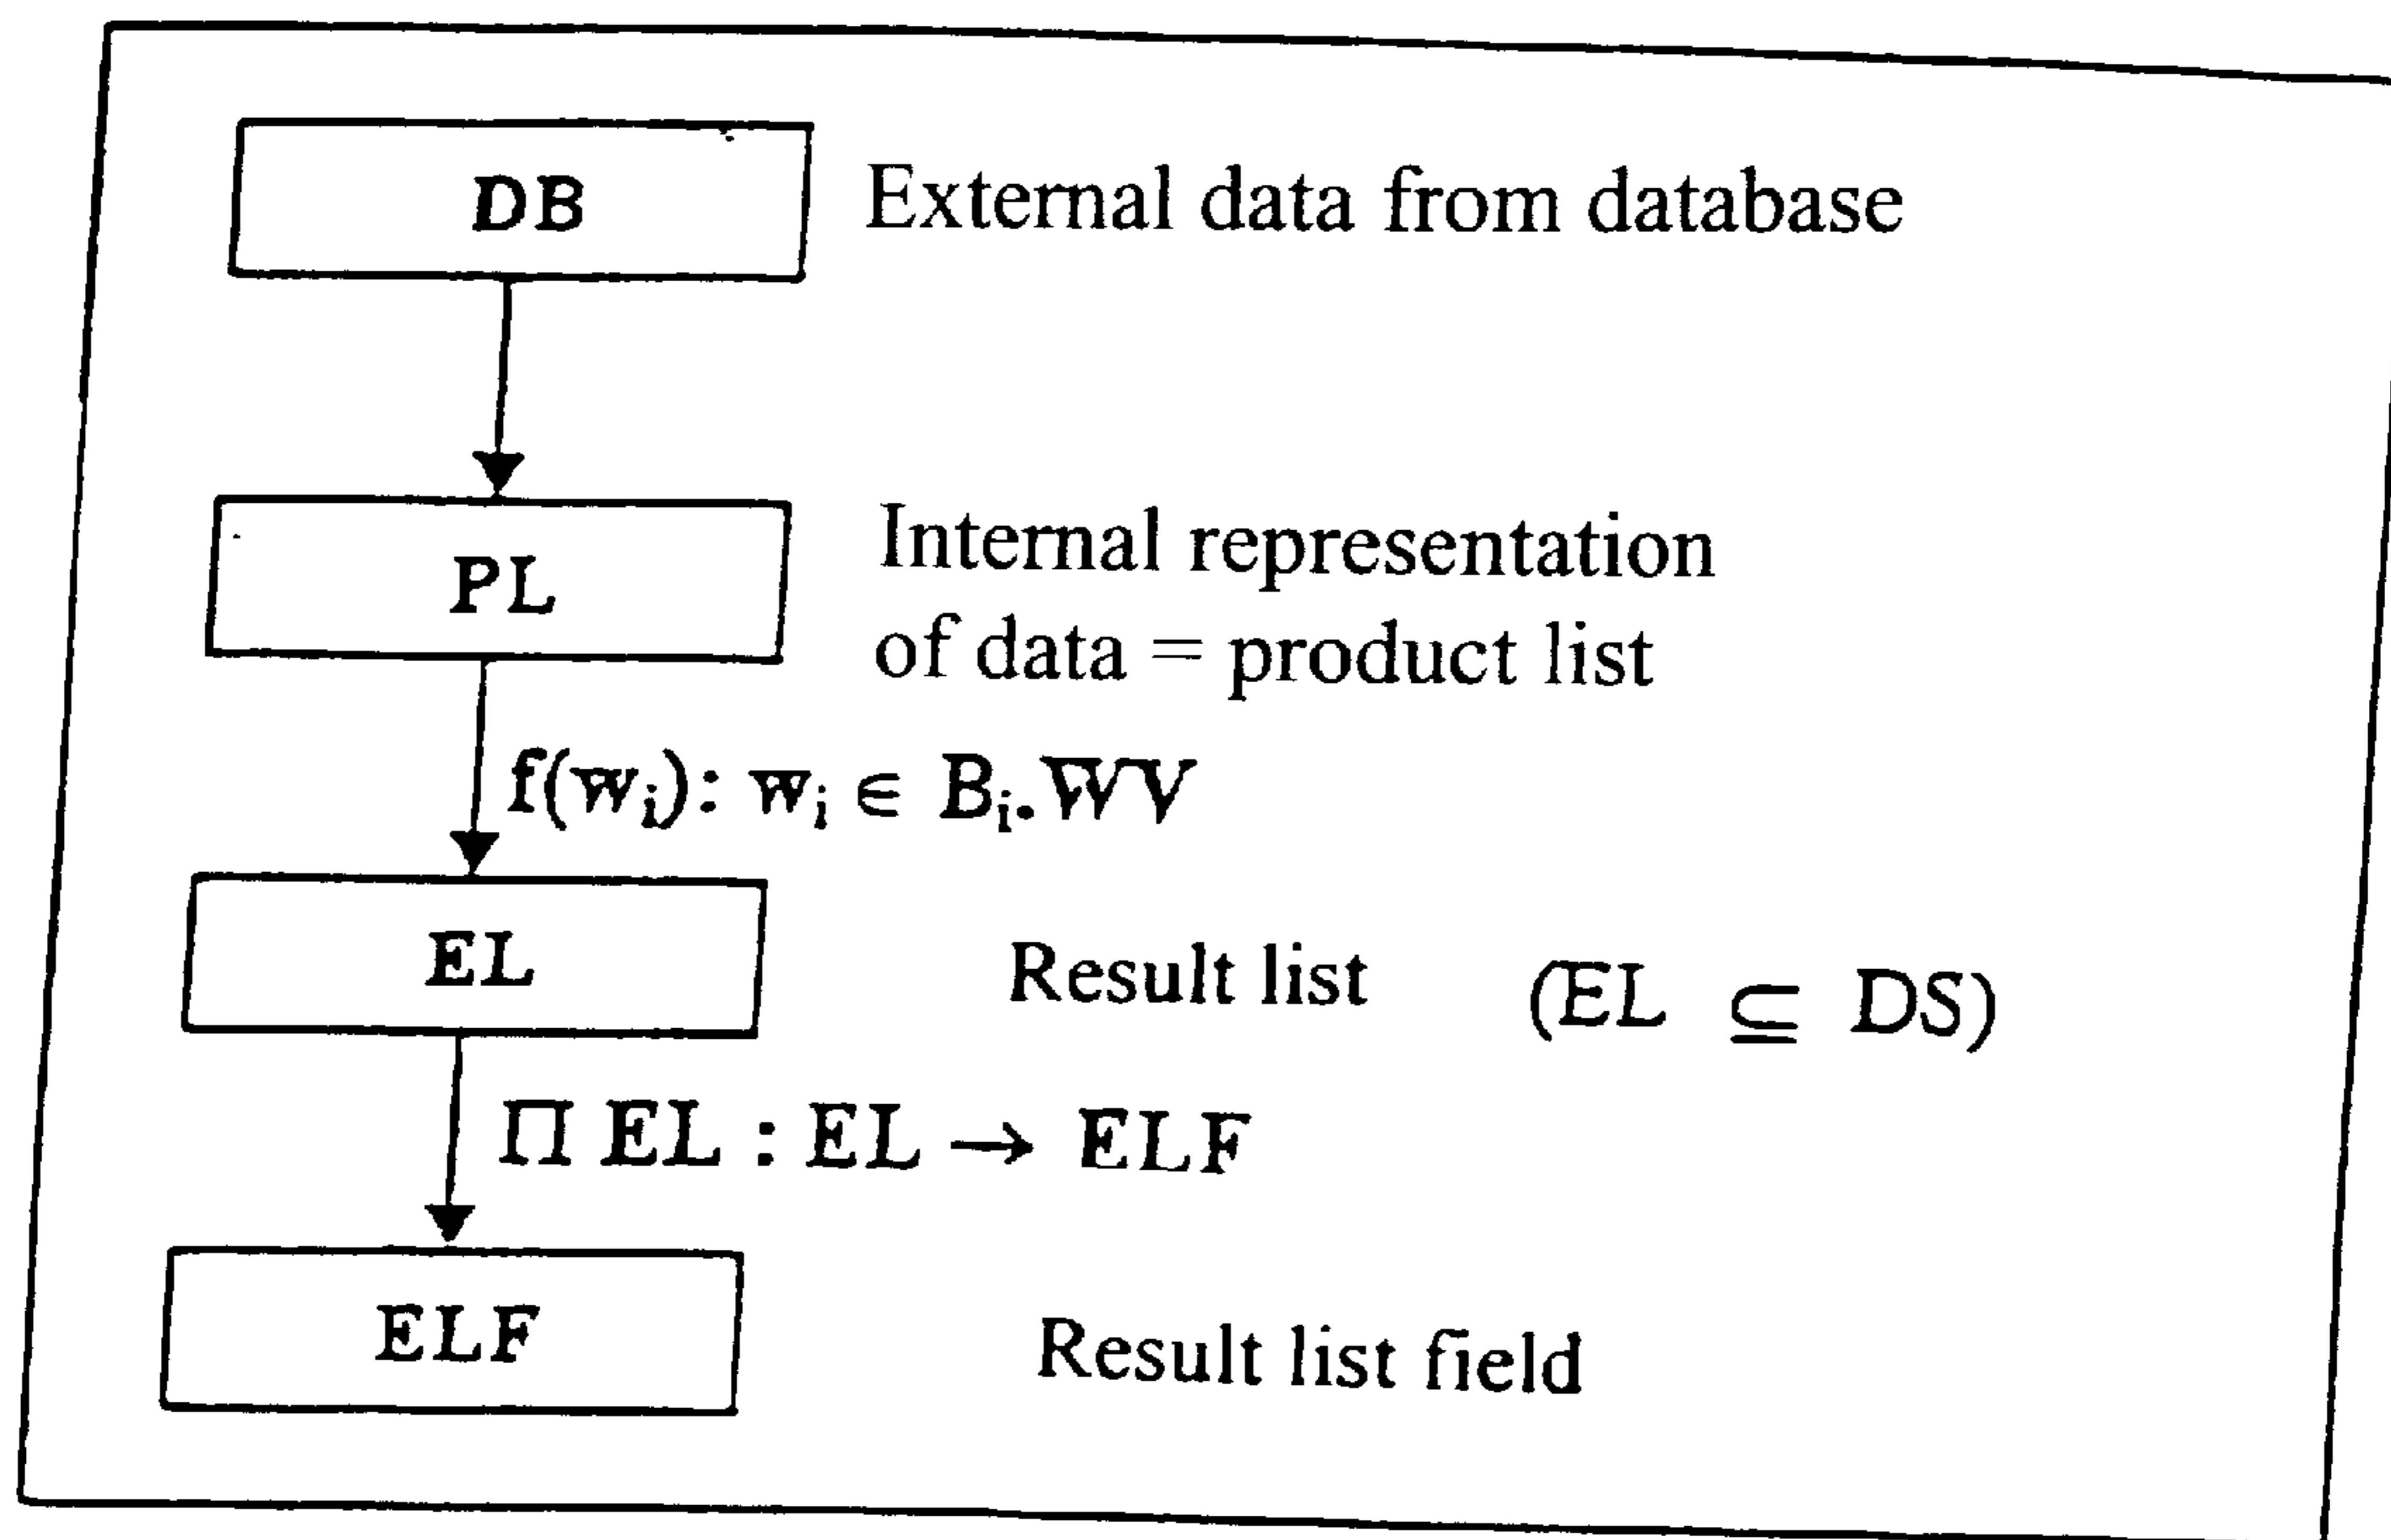 DB
External data from database
PL
Internal representation
of data = product list
f(wᵢ): wᵢ ∈ Bᵢ.WV
EL
Result list (EL ⊆ DS)
Π EL : EL → ELF
ELF
Result list field